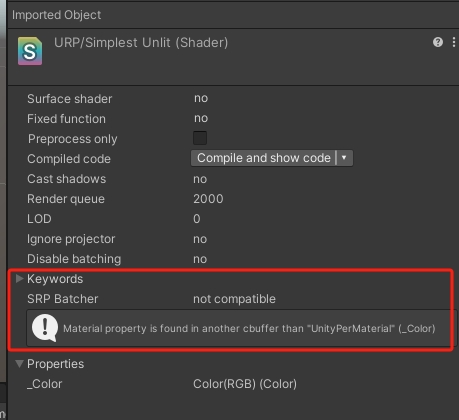 Imported Object
S
URP/Simplest Unlit (Shader)
Surface shader no
Fixed function no
Preprocess only
Compiled code Compile and show code
Cast shadows no
Render queue 2000
LOD 0
Ignore projector no
Disable batching no
Keywords
SRP Batcher not compatible
Material property is found in another cbuffer than "UnityPerMaterial" (_Color)
Properties
_Color Color(RGB) (Color)